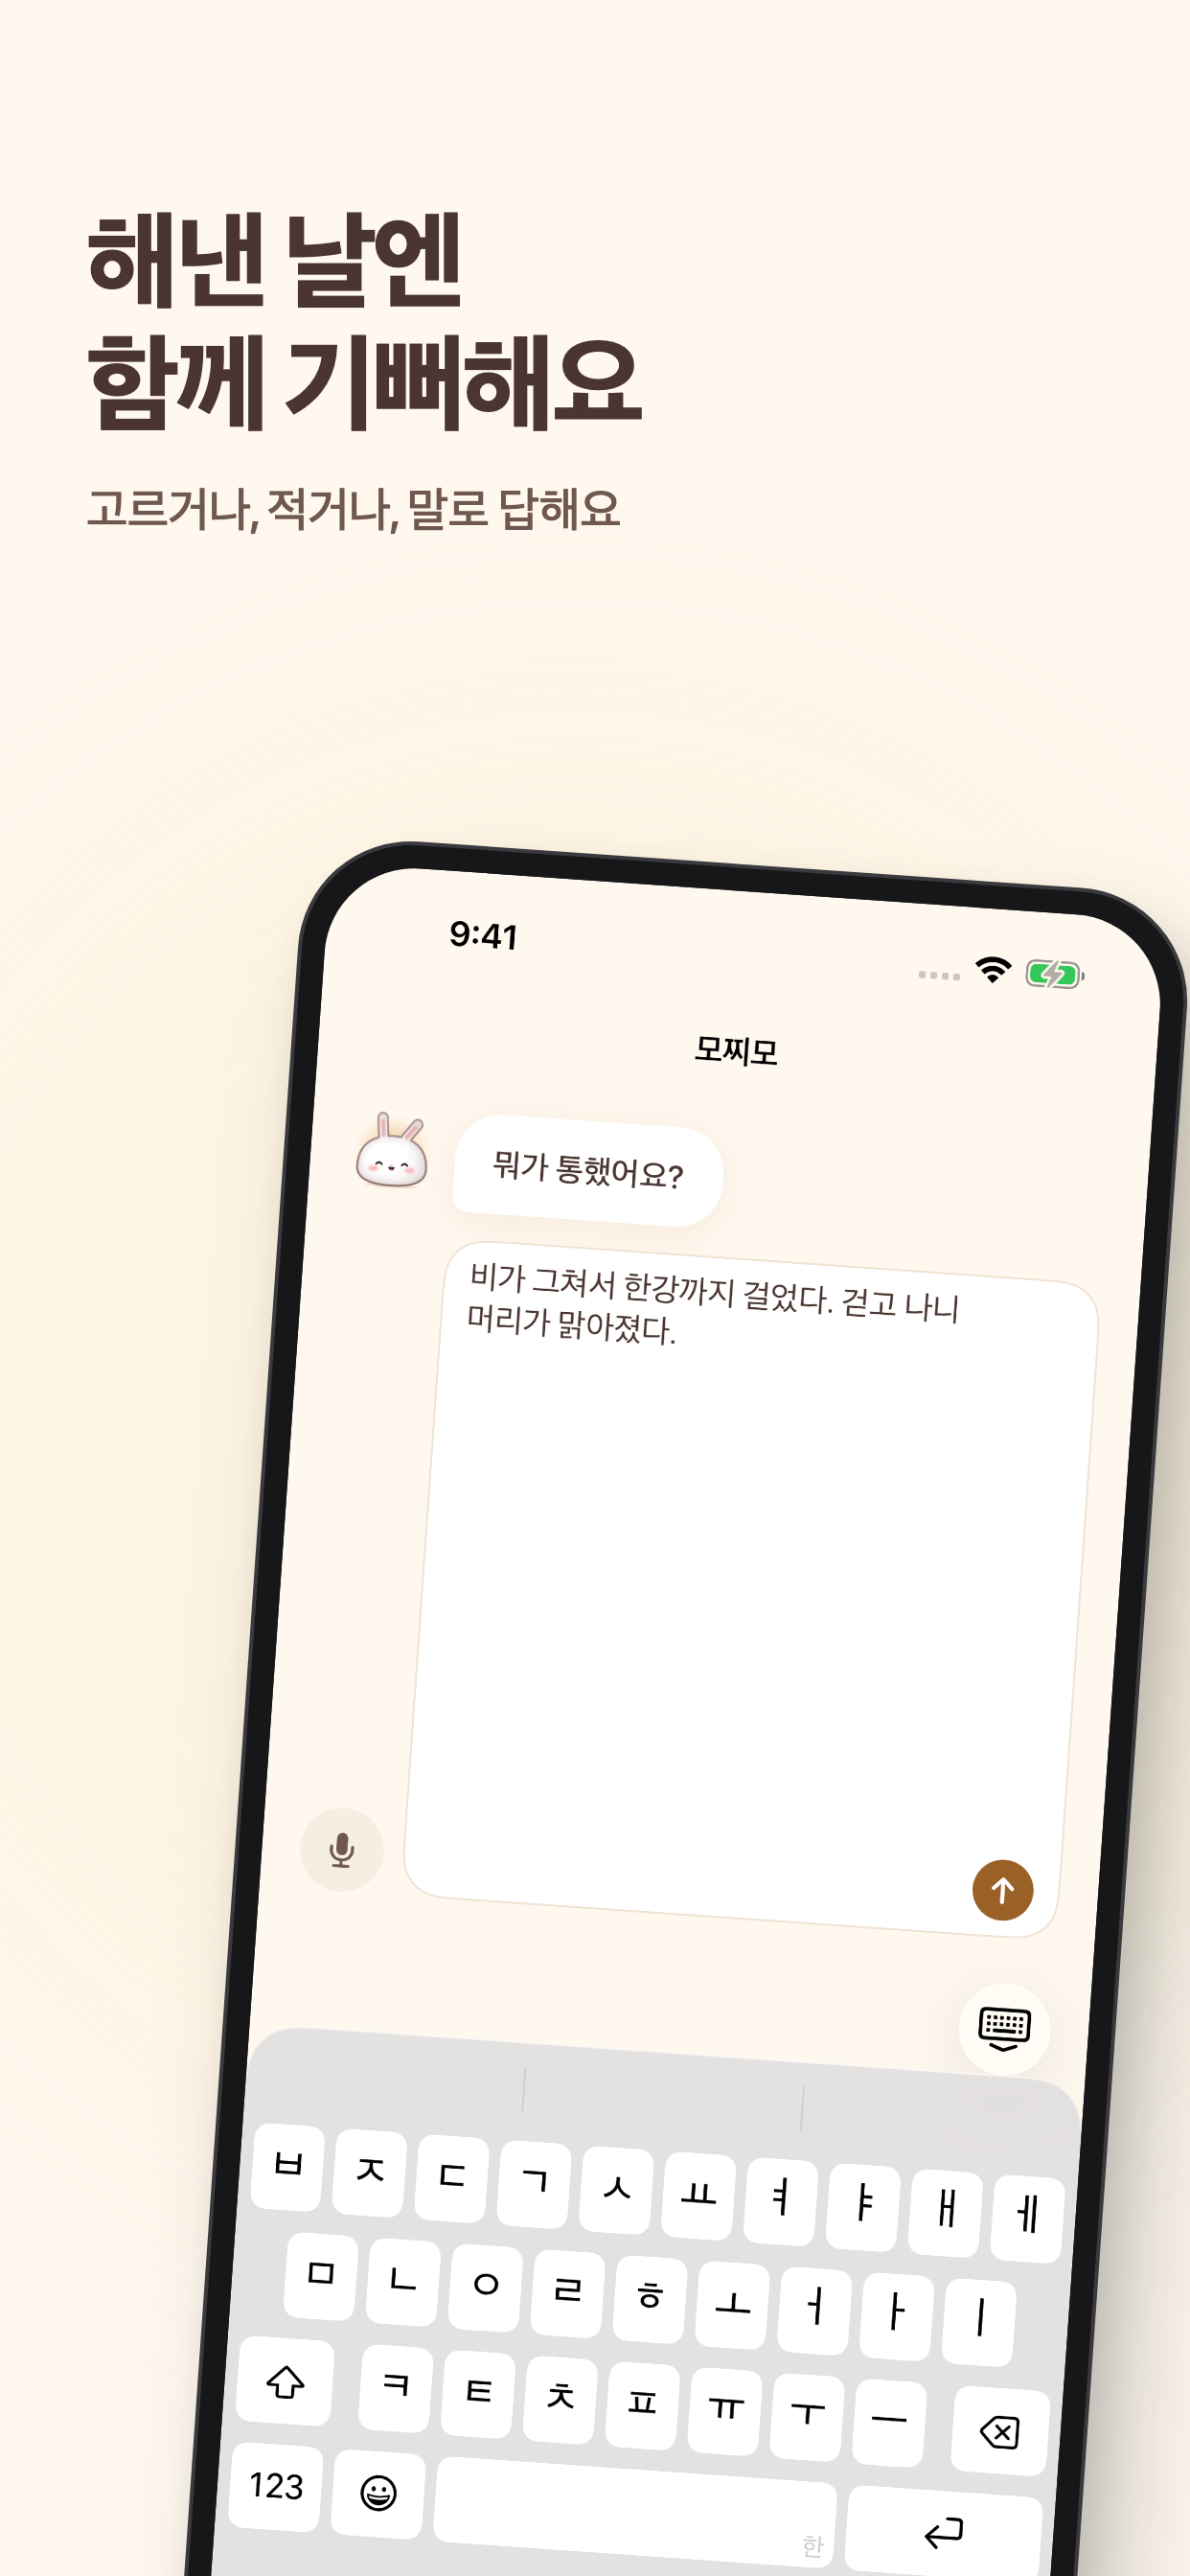 해낸 날엔
함께 기뻐해요
고르거나, 적거나, 말로 답해요
9:41
모찌모
뭐가 통했어요?
비가 그쳐서 한강까지 걸었다. 걷고 나니
머리가 맑아졌다.
ㅂ ㅈ ㄷ ㄱ ㅅ ㅛ ㅕ ㅑ ㅐ ㅔ
ㅁ ㄴ ㅇ ㄹ ㅎ ㅗ ㅓ ㅏ ㅣ
ㅋ ㅌ ㅊ ㅍ ㅠ ㅜ ㅡ
123
한